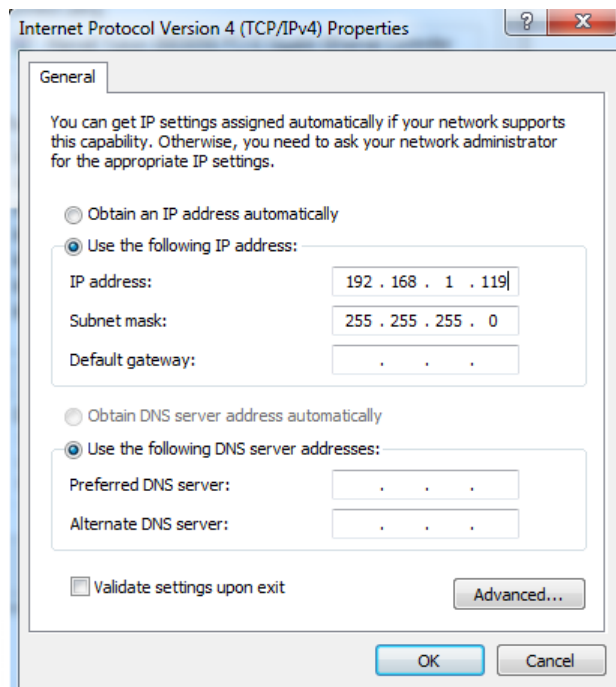 Internet Protocol Version 4 (TCP/IPv4) Properties
General
You can get IP settings assigned automatically if your network supports
this capability. Otherwise, you need to ask your network administrator
for the appropriate IP settings.
Obtain an IP address automatically
Use the following IP address:
IP address: 192 . 168 . 1 . 119
Subnet mask: 255 . 255 . 255 . 0
Default gateway: . . .
Obtain DNS server address automatically
Use the following DNS server addresses:
Preferred DNS server: . . .
Alternate DNS server: . . .
Validate settings upon exit
Advanced...
OK Cancel